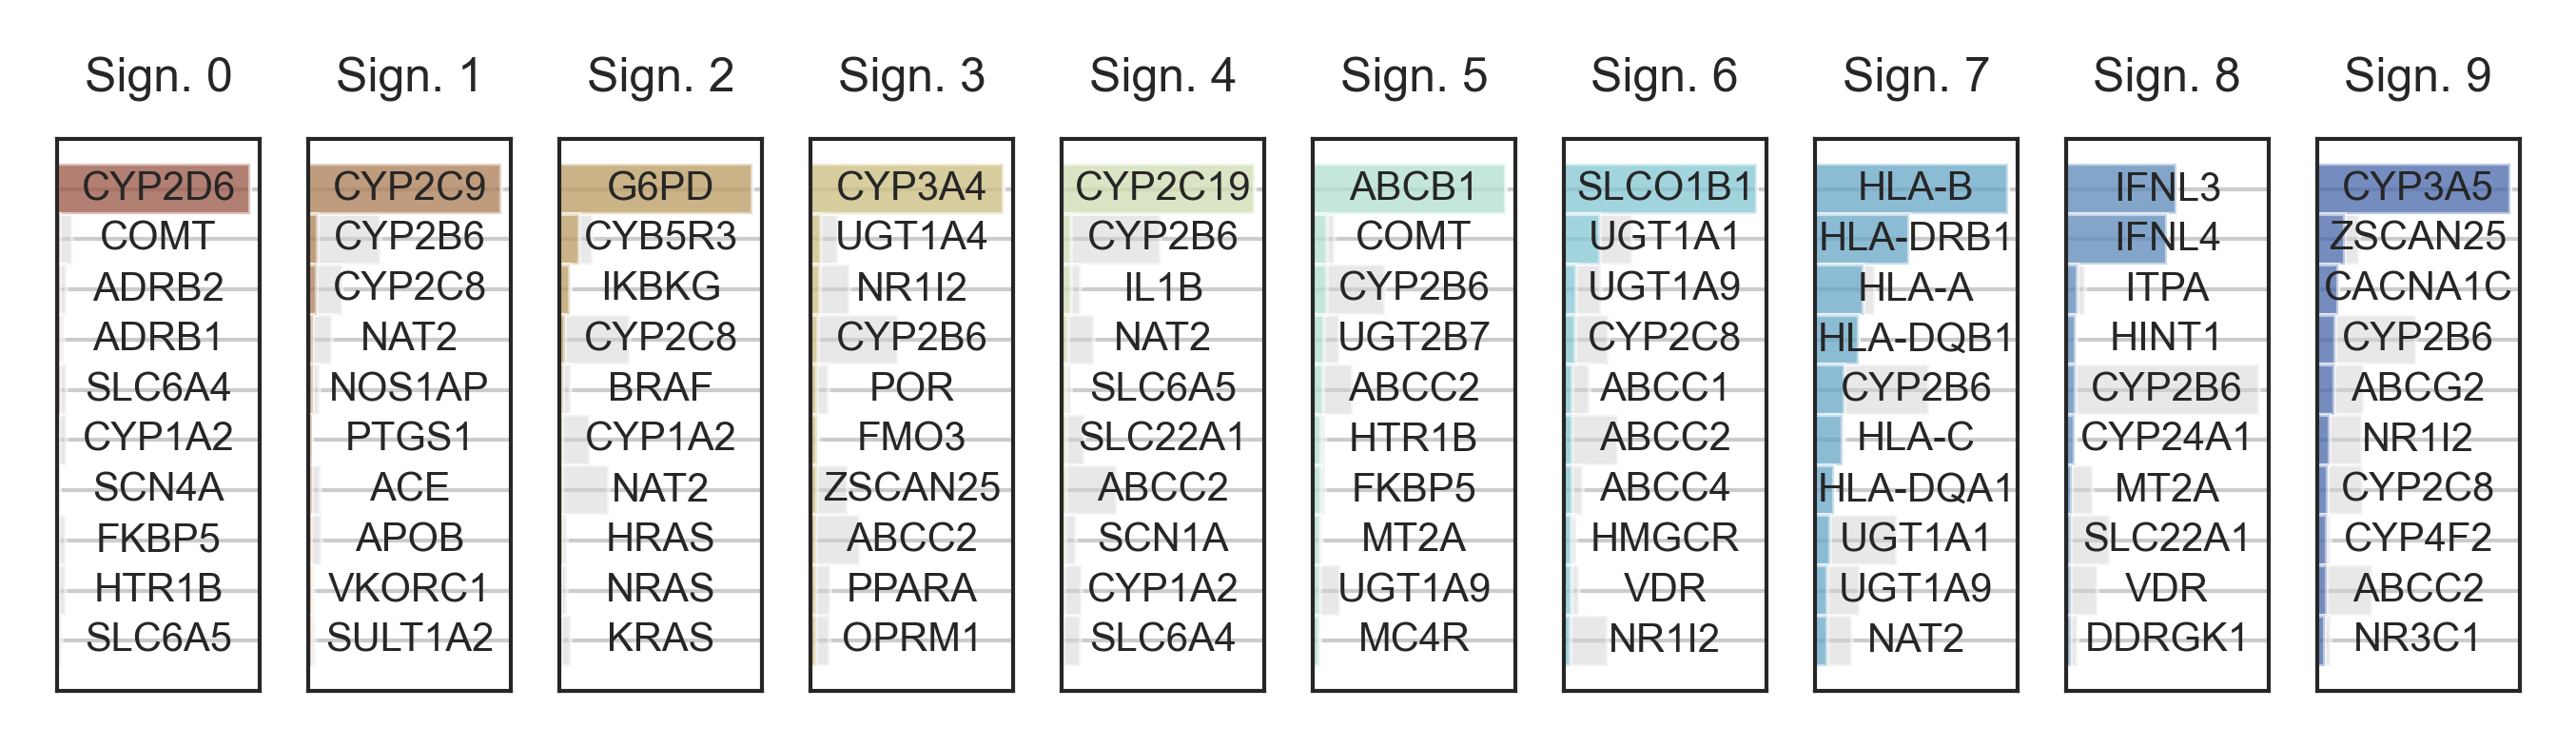 Sign. 0 Sign. 1 Sign. 2 Sign. 3 Sign. 4 Sign. 5 Sign. 6 Sign. 7 Sign. 8 Sign. 9
CYP2D6 CYP2C9 G6PD CYP3A4 CYP2C19 ABCB1 SLCO1B1 HLA-B IFNL3 CYP3A5
COMT CYP2B6 CYB5R3 UGT1A4 CYP2B6 COMT UGT1A1 HLA-DRB1 IFNL4 ZSCAN25
ADRB2 CYP2C8 IKBKG NR1I2 IL1B CYP2B6 UGT1A9 HLA-A ITPA CACNA1C
ADRB1 NAT2 CYP2C8 CYP2B6 NAT2 UGT2B7 CYP2C8 HLA-DQB1 HINT1 CYP2B6
SLC6A4 NOS1AP BRAF POR SLC6A5 ABCC2 ABCC1 CYP2B6 CYP2B6 ABCG2
CYP1A2 PTGS1 CYP1A2 FMO3 SLC22A1 HTR1B ABCC2 HLA-C CYP24A1 NR1I2
SCN4A ACE NAT2 ZSCAN25 ABCC2 FKBP5 ABCC4 HLA-DQA1 MT2A CYP2C8
FKBP5 APOB HRAS ABCC2 SCN1A MT2A HMGCR UGT1A1 SLC22A1 CYP4F2
HTR1B VKORC1 NRAS PPARA CYP1A2 UGT1A9 VDR UGT1A9 VDR ABCC2
SLC6A5 SULT1A2 KRAS OPRM1 SLC6A4 MC4R NR1I2 NAT2 DDRGK1 NR3C1